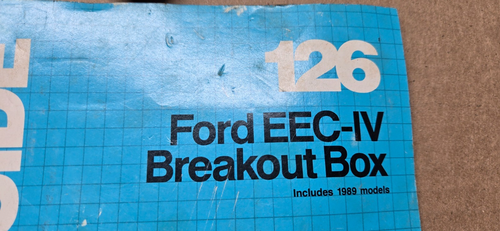 126
Ford EEC-IV
Breakout Box
Includes 1989 models